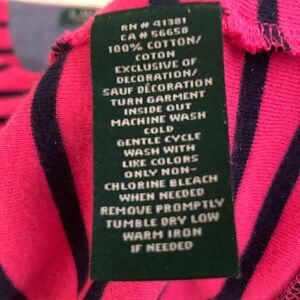 RN # 41381
CA # 56658
100% COTTON/
COTON
EXCLUSIVE OF
DECORATION/
SAUF DÉCORATION
TURN GARMENT
INSIDE OUT
MACHINE WASH
COLD
GENTLE CYCLE
WASH WITH
LIKE COLORS
ONLY NON-
CHLORINE BLEACH
WHEN NEEDED
REMOVE PROMPTLY
TUMBLE DRY LOW
WARM IRON
IF NEEDED